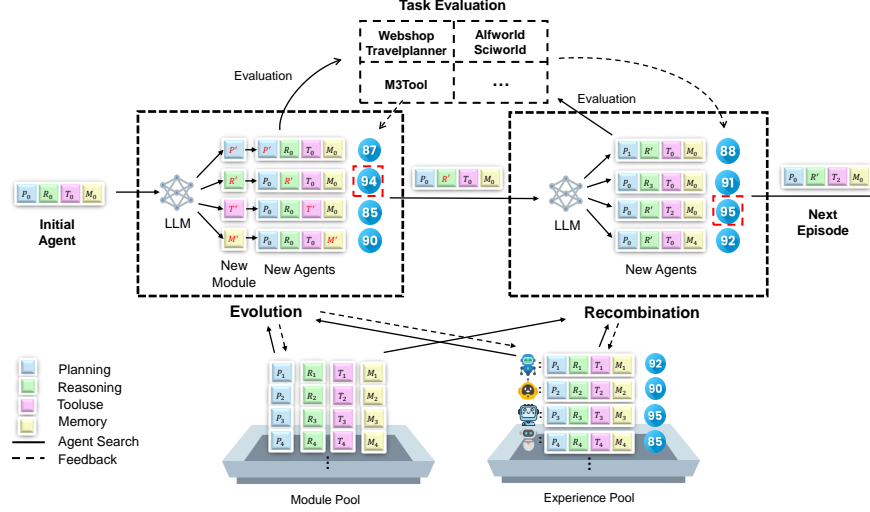 Task Evaluation
Webshop
Travelplanner
Alfworld
Sciworld
M3Tool
...
Evaluation
Evaluation
P0 R0 T0 M0
Initial
Agent
LLM
P' P' R0 T0 M0 87
R' P0 R' T0 M0 94
T' P0 R0 T' M0 85
M' P0 R0 T0 M' 90
New
Module
New Agents
Evolution
P0 R' T0 M0
LLM
P1 R' T0 M0 88
P0 R3 T0 M0 91
P0 R' T2 M0 95
P0 R' T0 M4 92
New Agents
Recombination
P0 R' T2 M0
Next
Episode
Planning
Reasoning
Tooluse
Memory
Agent Search
Feedback
P1 R1 T1 M1
P2 R2 T2 M2
P3 R3 T3 M3
P4 R4 T4 M4
⋮
Module Pool
: P1 R1 T1 M1 92
: P2 R2 T2 M2 90
: P3 R3 T3 M3 95
: P4 R4 T4 M4 85
⋮
Experience Pool